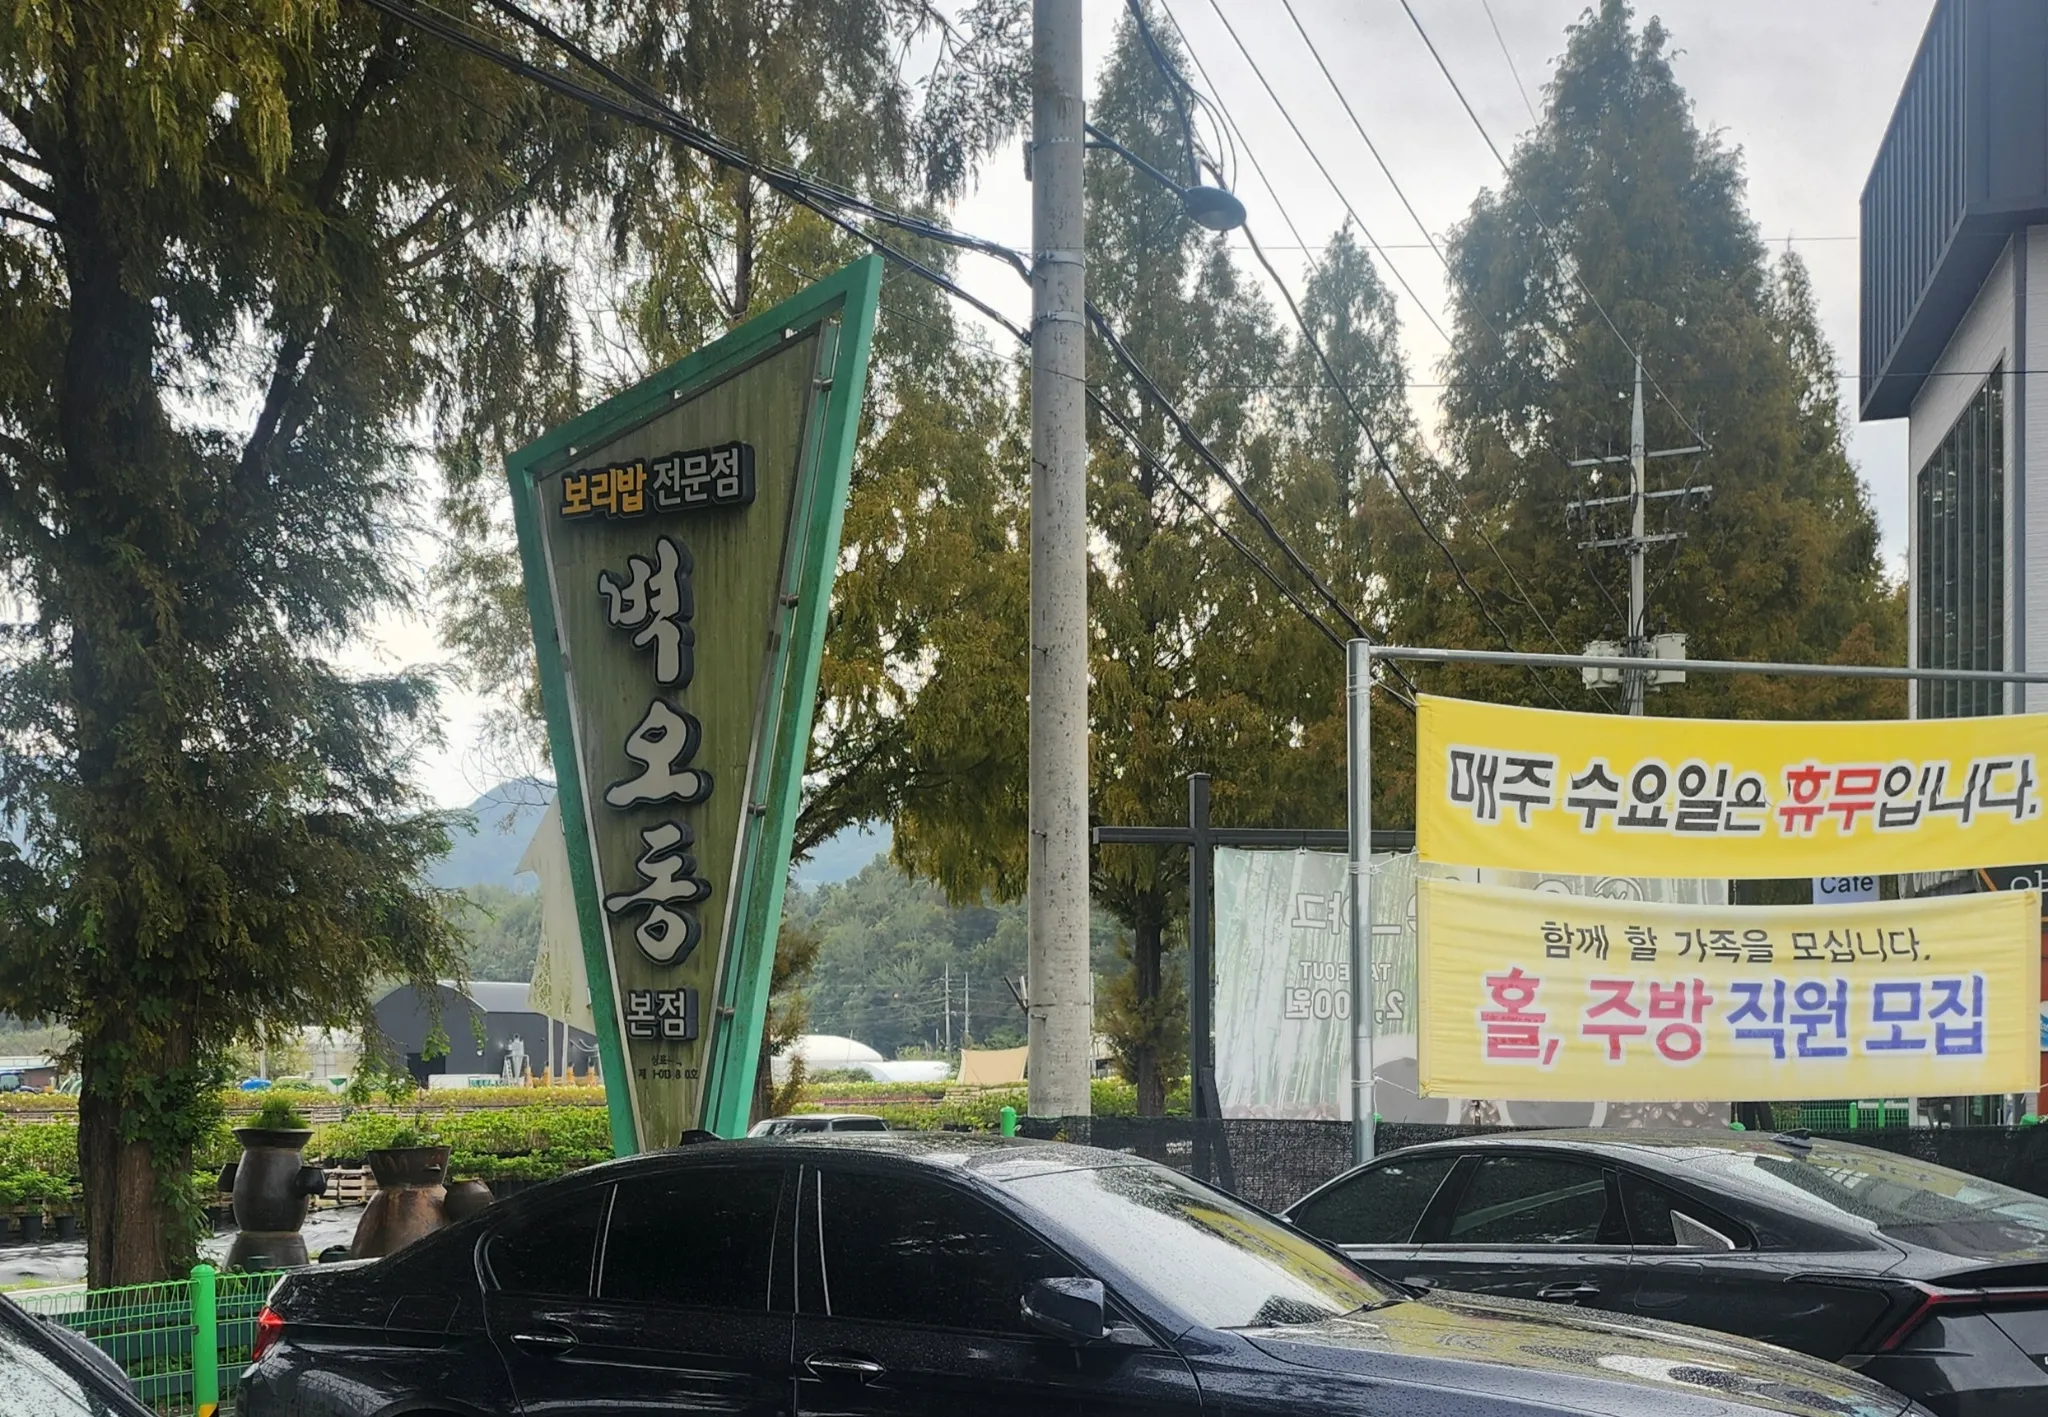 보리밥 전문점
벽오동
본점
매주 수요일은 휴무입니다.
함께 할 가족을 모십니다.
홀, 주방 직원 모집
Cafe
TAKEOUT